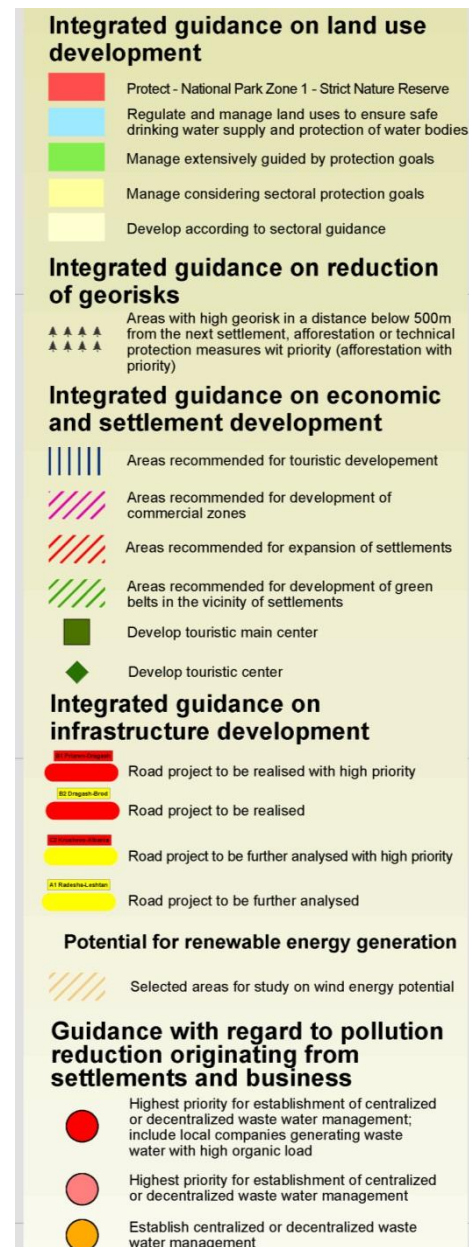 Integrated guidance on land use
development
Protect - National Park Zone 1 - Strict Nature Reserve
Regulate and manage land uses to ensure safe
drinking water supply and protection of water bodies
Manage extensively guided by protection goals
Manage considering sectoral protection goals
Develop according to sectoral guidance
Integrated guidance on reduction
of georisks
Areas with high georisk in a distance below 500m
from the next settlement, afforestation or technical
protection measures wit priority (afforestation with
priority)
Integrated guidance on economic
and settlement development
Areas recommended for touristic developement
Areas recommended for development of
commercial zones
Areas recommended for expansion of settlements
Areas recommended for development of green
belts in the vicinity of settlements
Develop touristic main center
Develop touristic center
Integrated guidance on
infrastructure development
Road project to be realised with high priority
B2 Dragash-Brod
Road project to be realised
Road project to be further analysed with high priority
A1 Radesha-Leshtan
Road project to be further analysed
Potential for renewable energy generation
Selected areas for study on wind energy potential
Guidance with regard to pollution
reduction originating from
settlements and business
Highest priority for establishment of centralized
or decentralized waste water management;
include local companies generating waste
water with high organic load
Highest priority for establishment of centralized
or decentralized waste water management
Establish centralized or decentralized waste
water management